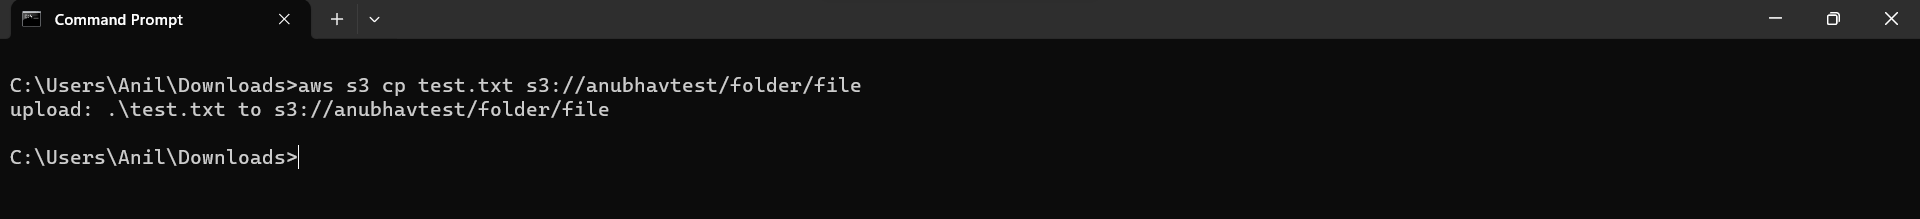 Command Prompt
C:\Users\Anil\Downloads>aws s3 cp test.txt s3://anubhavtest/folder/file
upload: .\test.txt to s3://anubhavtest/folder/file
C:\Users\Anil\Downloads>